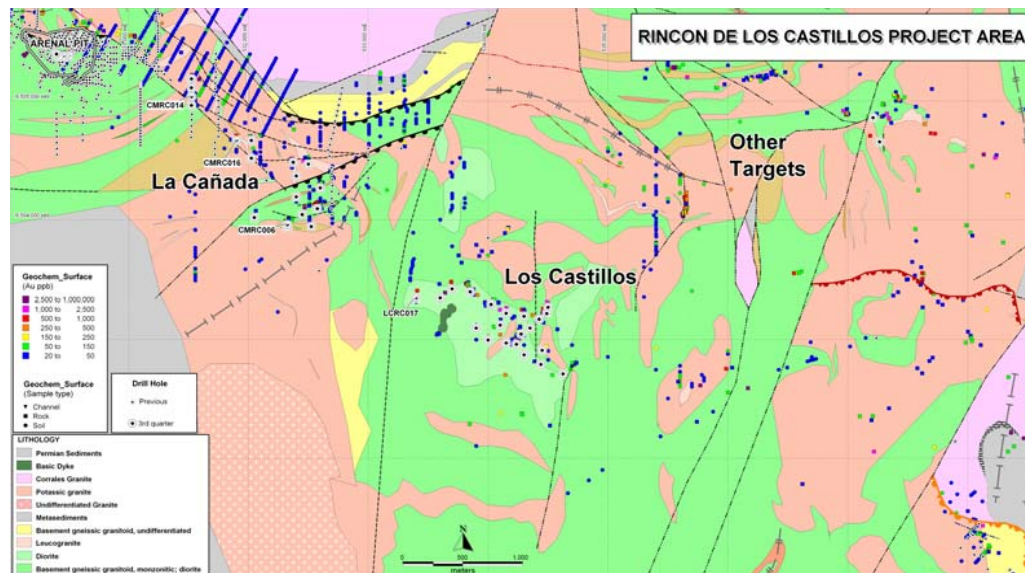 RINCON DE LOS CASTILLOS PROJECT AREA
ARENAL PIT
CMRC014
CMRC016
La Cañada
CMRC006
Other
Targets
Los Castillos
LCRC017
Geochem_Surface
(Au ppb)
2,500 to 1,000,000
1,000 to 2,500
500 to 1,000
250 to 500
150 to 250
50 to 150
20 to 50
Geochem_Surface
(Sample type)
Channel
Rock
Soil
Drill Hole
Previous
3rd quarter
LITHOLOGY
Permian Sediments
Basic Dyke
Corrales Granite
Potassic granite
Undifferentiated Granite
Metasediments
Basement gneissic granitoid, undifferentiated
Leucogranite
Diorite
Basement gneissic granitoid, monzonitic; diorite
N
0 500 1.000
meters